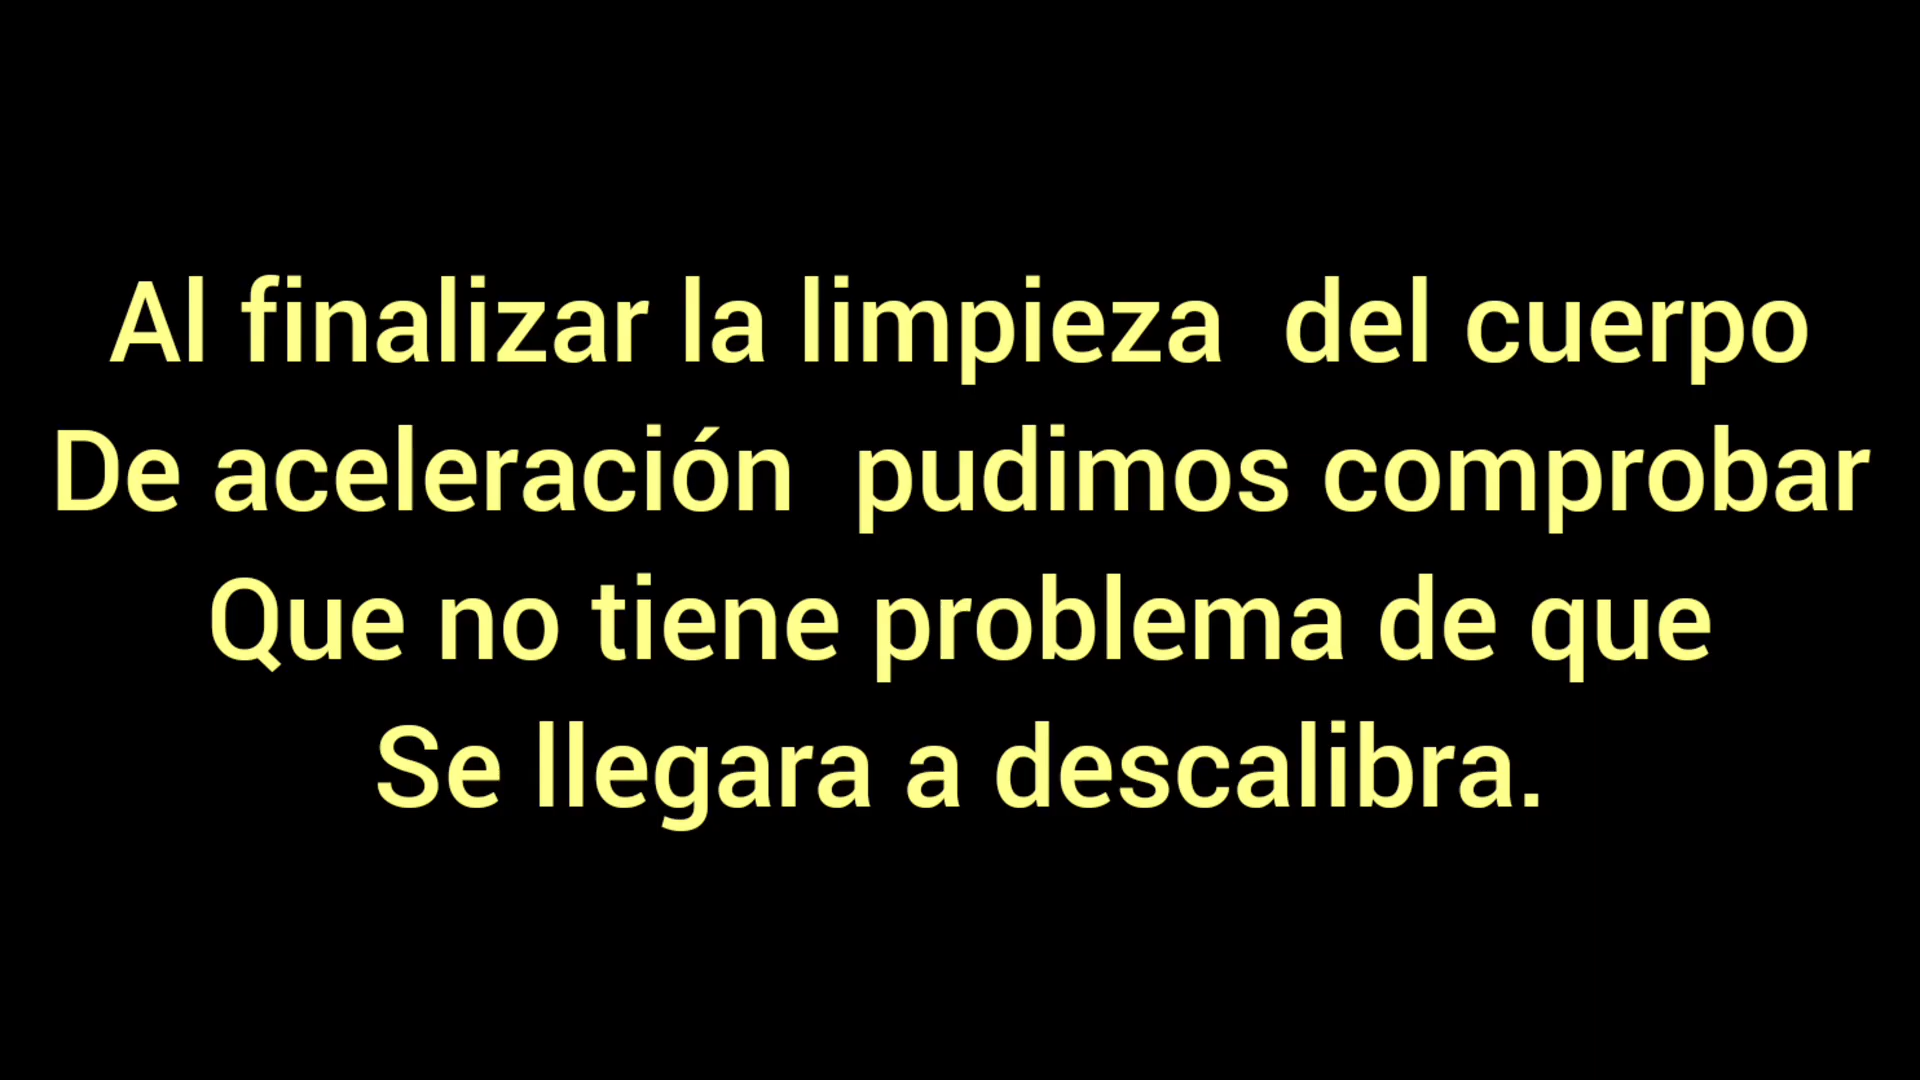 Al finalizar la limpieza  del cuerpo
De aceleración  pudimos comprobar
Que no tiene problema de que
Se llegara a descalibra.